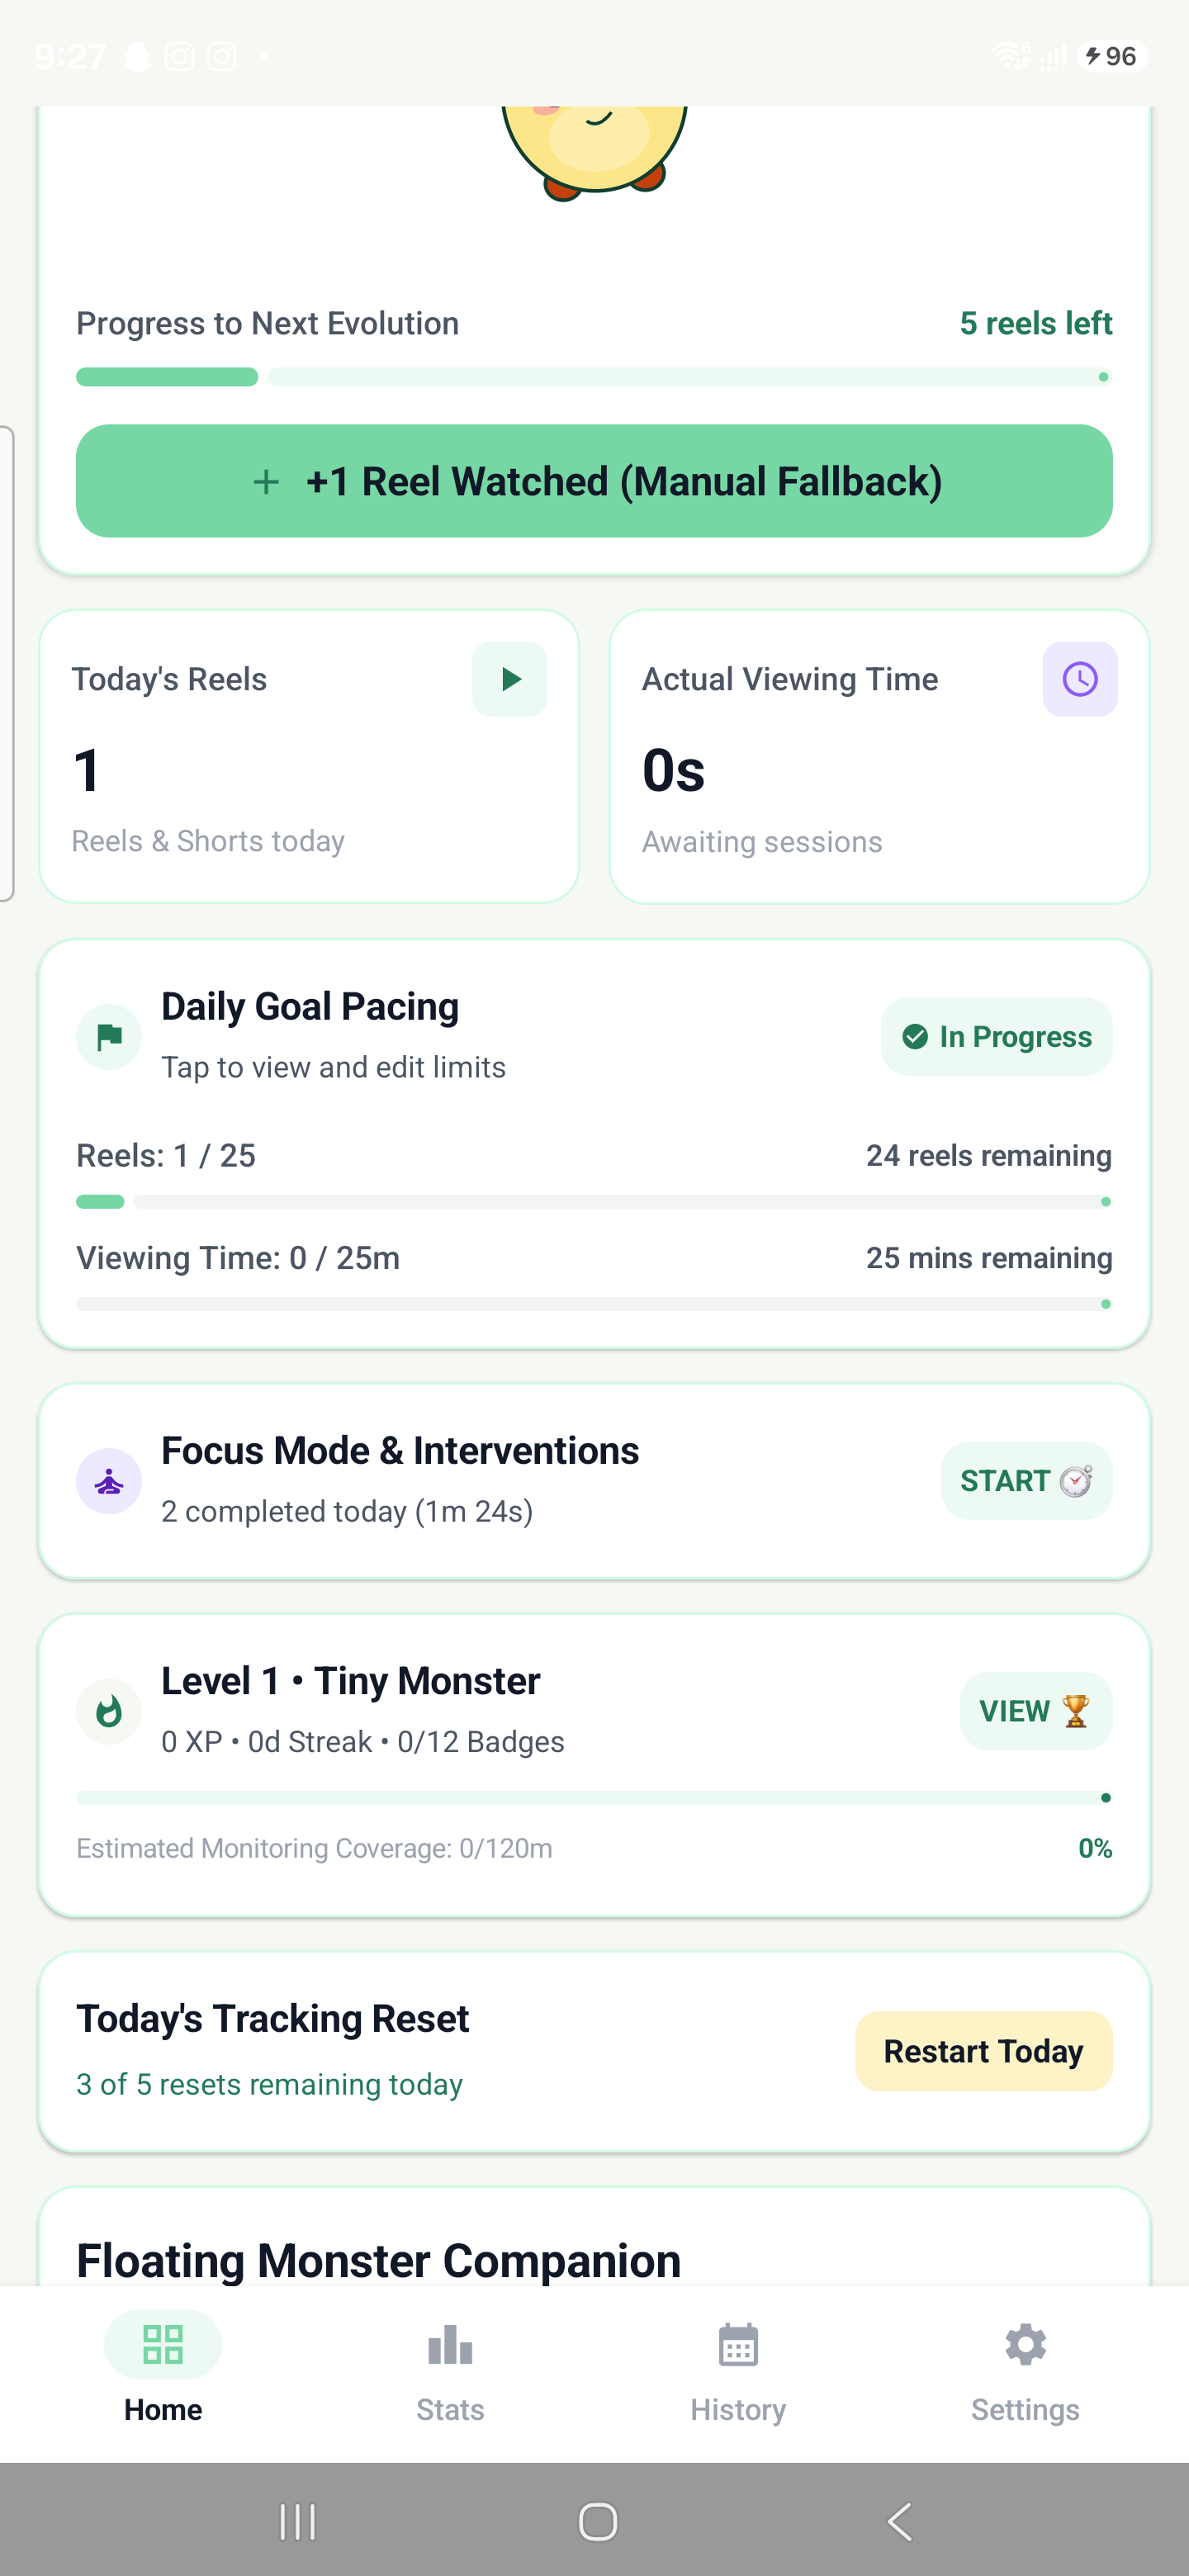 9:27
96
Progress to Next Evolution
5 reels left
+1 Reel Watched (Manual Fallback)
Today's Reels
1
Reels & Shorts today
Actual Viewing Time
0s
Awaiting sessions
Daily Goal Pacing
Tap to view and edit limits
In Progress
Reels: 1 / 25
24 reels remaining
Viewing Time: 0 / 25m
25 mins remaining
Focus Mode & Interventions
2 completed today (1m 24s)
START
Level 1 • Tiny Monster
0 XP • 0d Streak • 0/12 Badges
VIEW
Estimated Monitoring Coverage: 0/120m
0%
Today's Tracking Reset
3 of 5 resets remaining today
Restart Today
Floating Monster Companion
Home
Stats
History
Settings